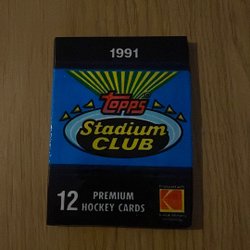 1991
Topps
Stadium
CLUB
12 PREMIUM
HOCKEY CARDS